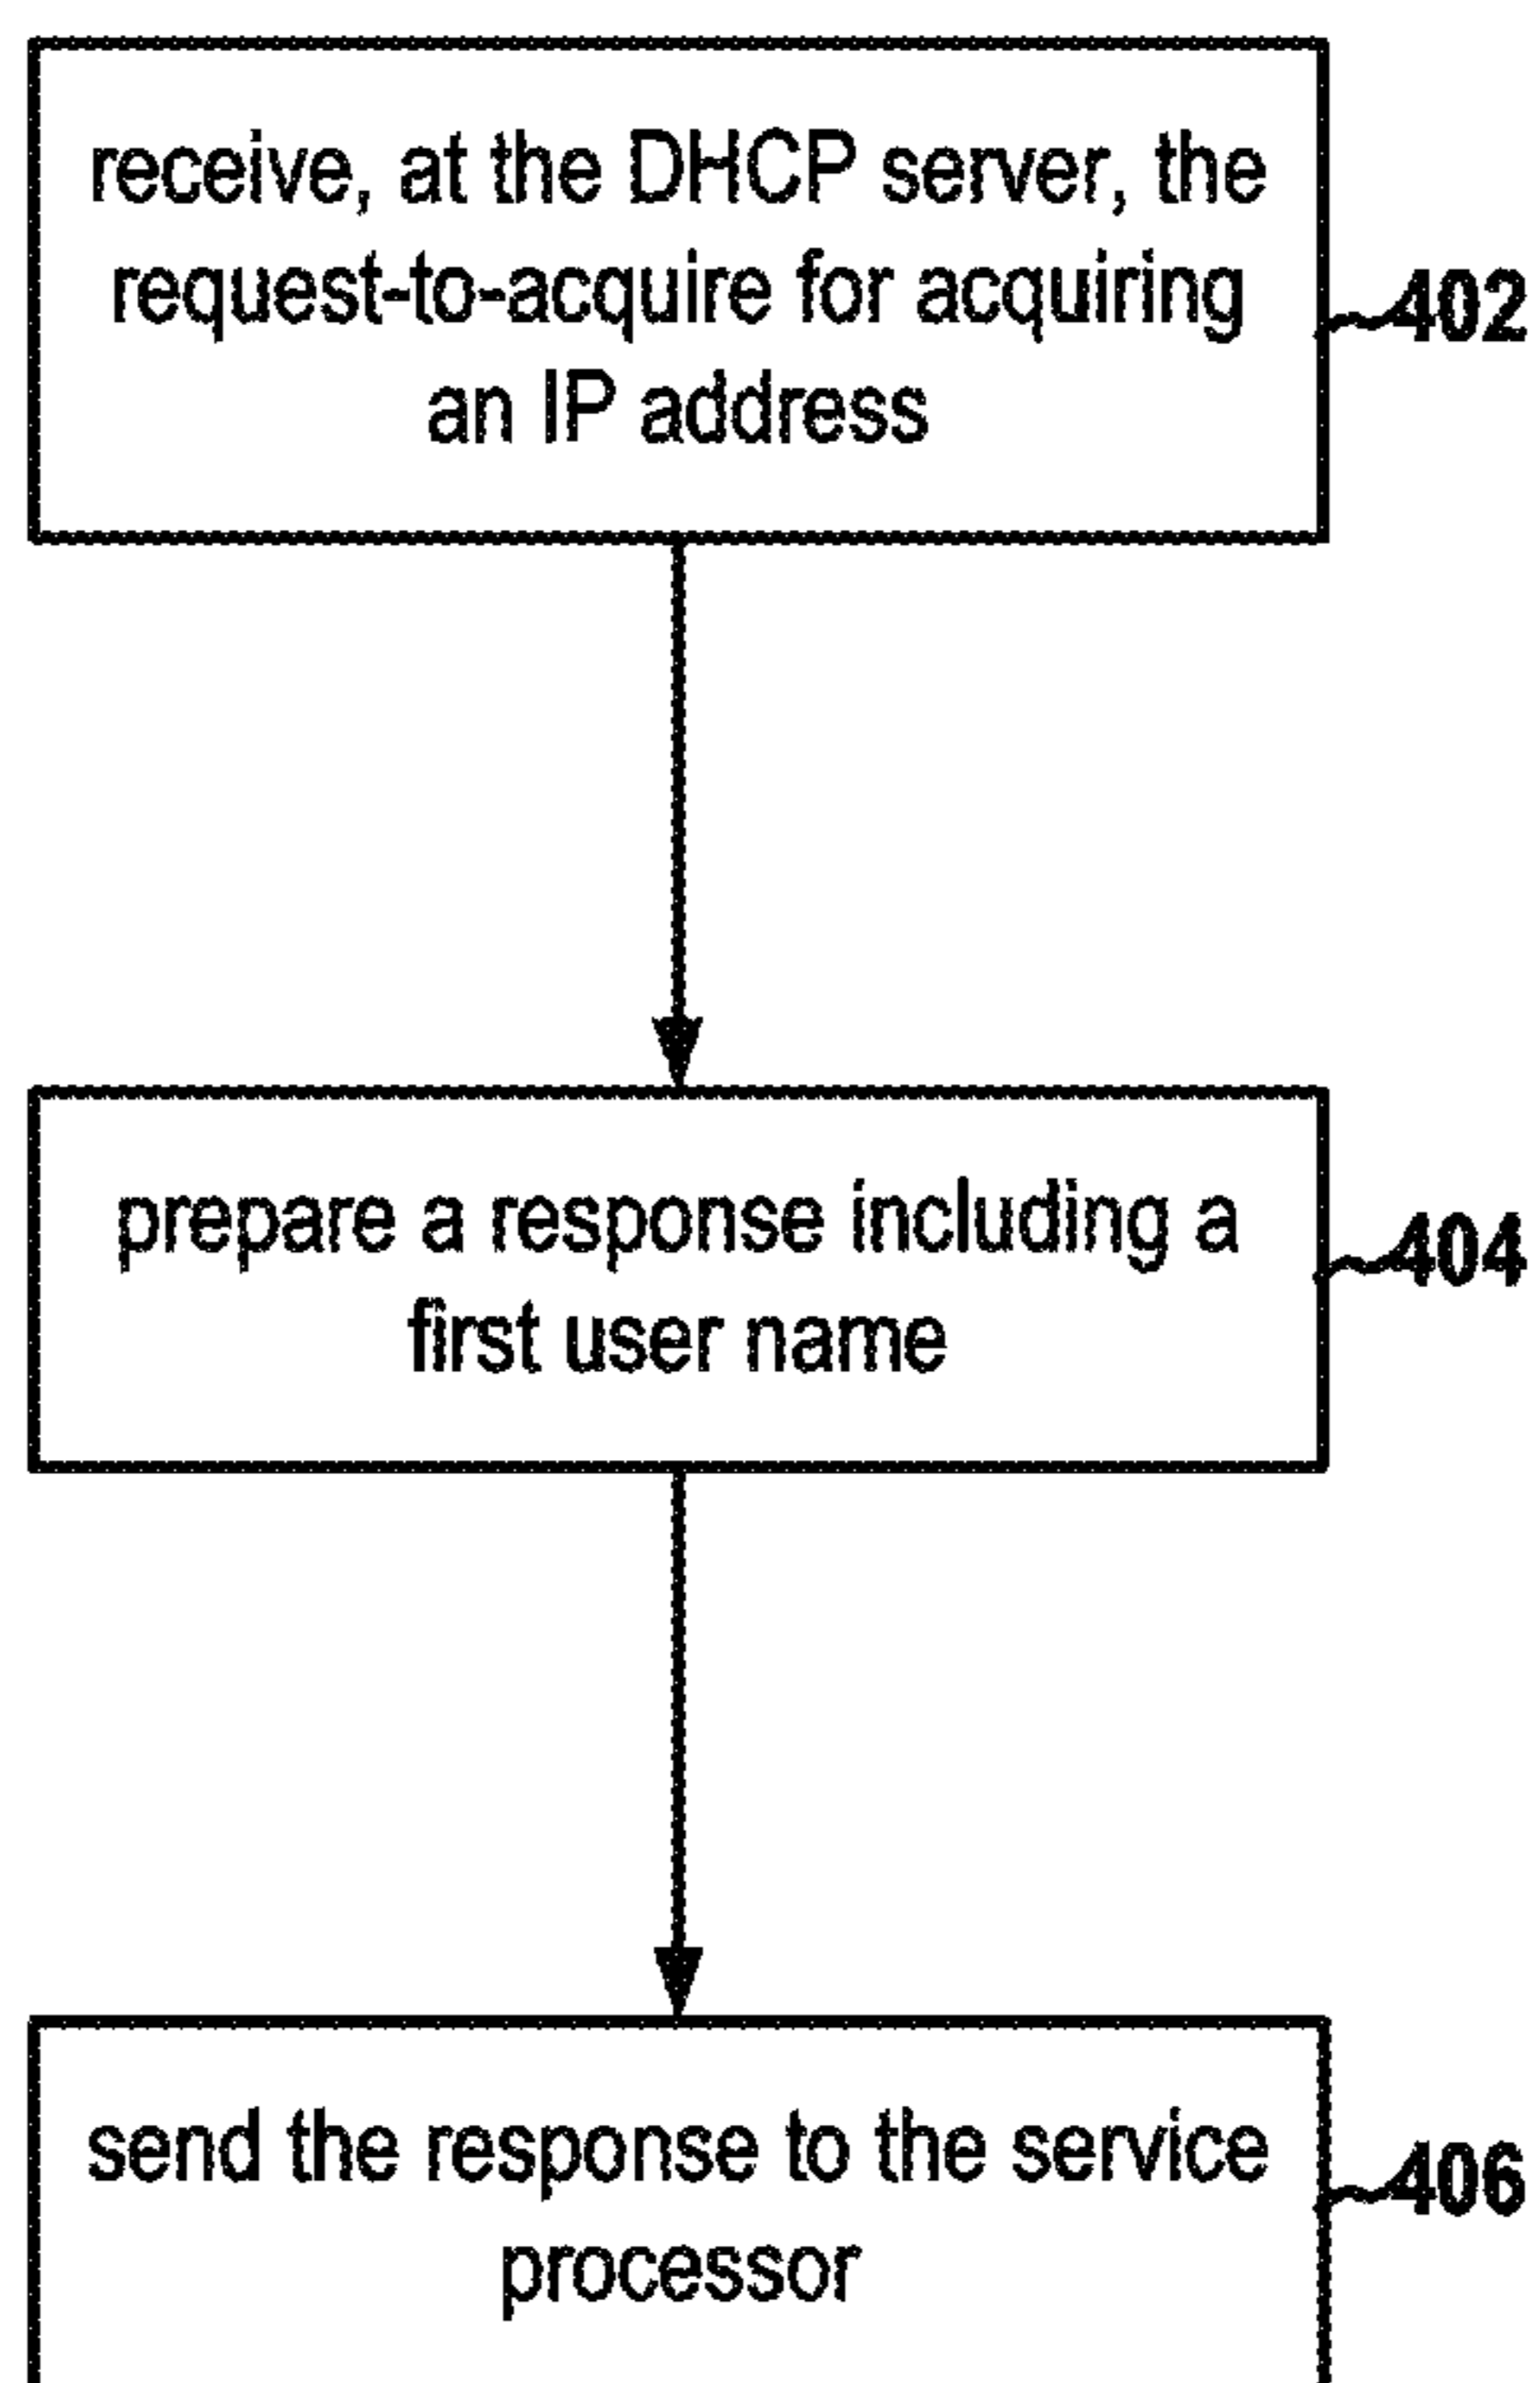 receive, at the DHCP server, the
request-to-acquire for acquiring
an IP address
402
prepare a response including a
first user name
404
send the response to the service
processor
406